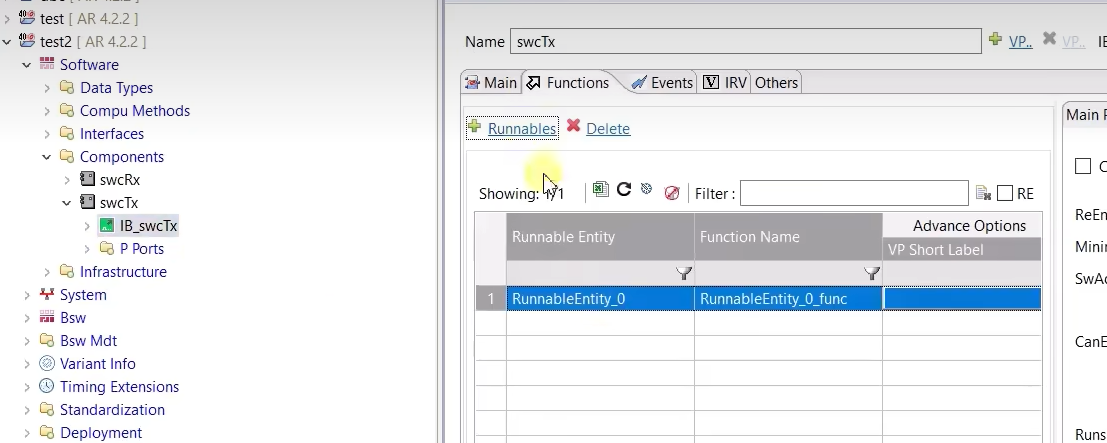 test [ AR 4.2.2 ]
test2 [ AR 4.2.2 ]
Software
Data Types
Compu Methods
Interfaces
Components
swcRx
swcTx
IB_swcTx
P Ports
Infrastructure
System
Bsw
Bsw Mdt
Variant Info
Timing Extensions
Standardization
Deployment
Name swcTx VP.. VP..
Main Functions Events V IRV Others
Runnables Delete
Showing: 1/1 Filter : RE
Advance Options
Runnable Entity Function Name VP Short Label
1 RunnableEntity_0 RunnableEntity_0_func
Main
ReEn
Minir
SwAc
CanE
Runs